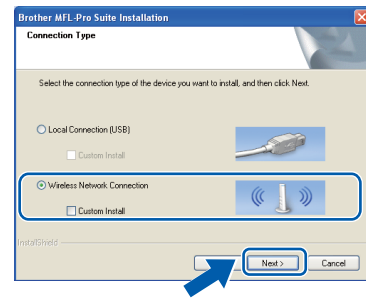 Brother MFL-Pro Suite Installation
Connection Type
Select the connection type of the device you want to install, and then click Next.
Local Connection (USB)
Custom Install
Wireless Network Connection
Custom Install
InstallShield
Next >
Cancel